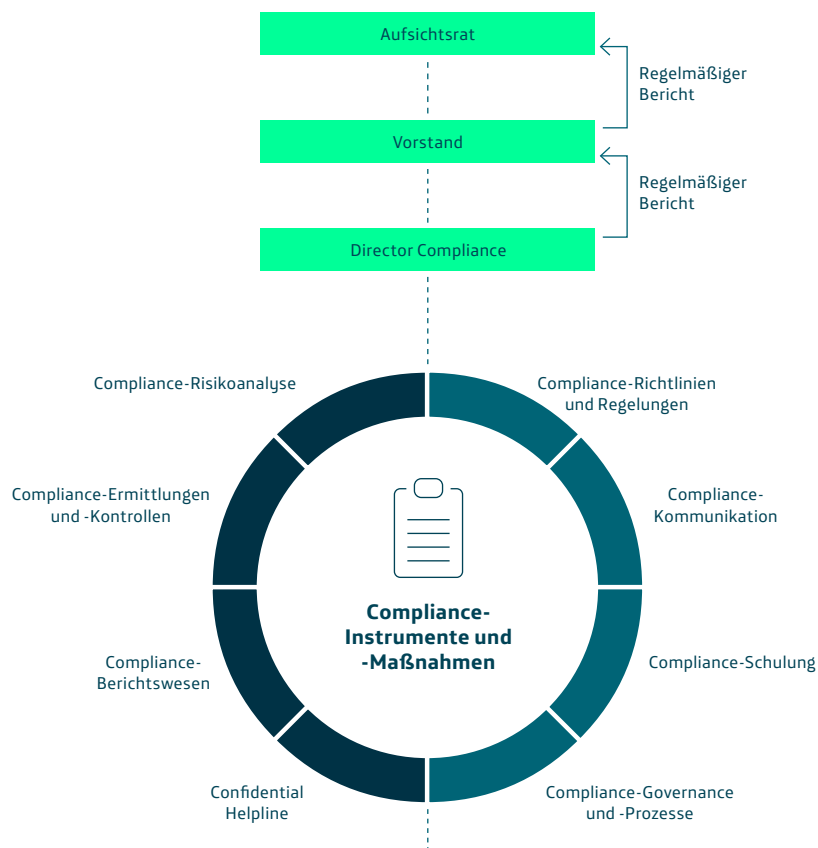 Aufsichtsrat
Regelmäßiger
Bericht
Vorstand
Regelmäßiger
Bericht
Director Compliance
Compliance-Risikoanalyse
Compliance-Richtlinien
und Regelungen
Compliance-Ermittlungen
und -Kontrollen
Compliance-
Kommunikation
Compliance-
Instrumente und
-Maßnahmen
Compliance-
Berichtswesen
Compliance-Schulung
Confidential
Helpline
Compliance-Governance
und -Prozesse